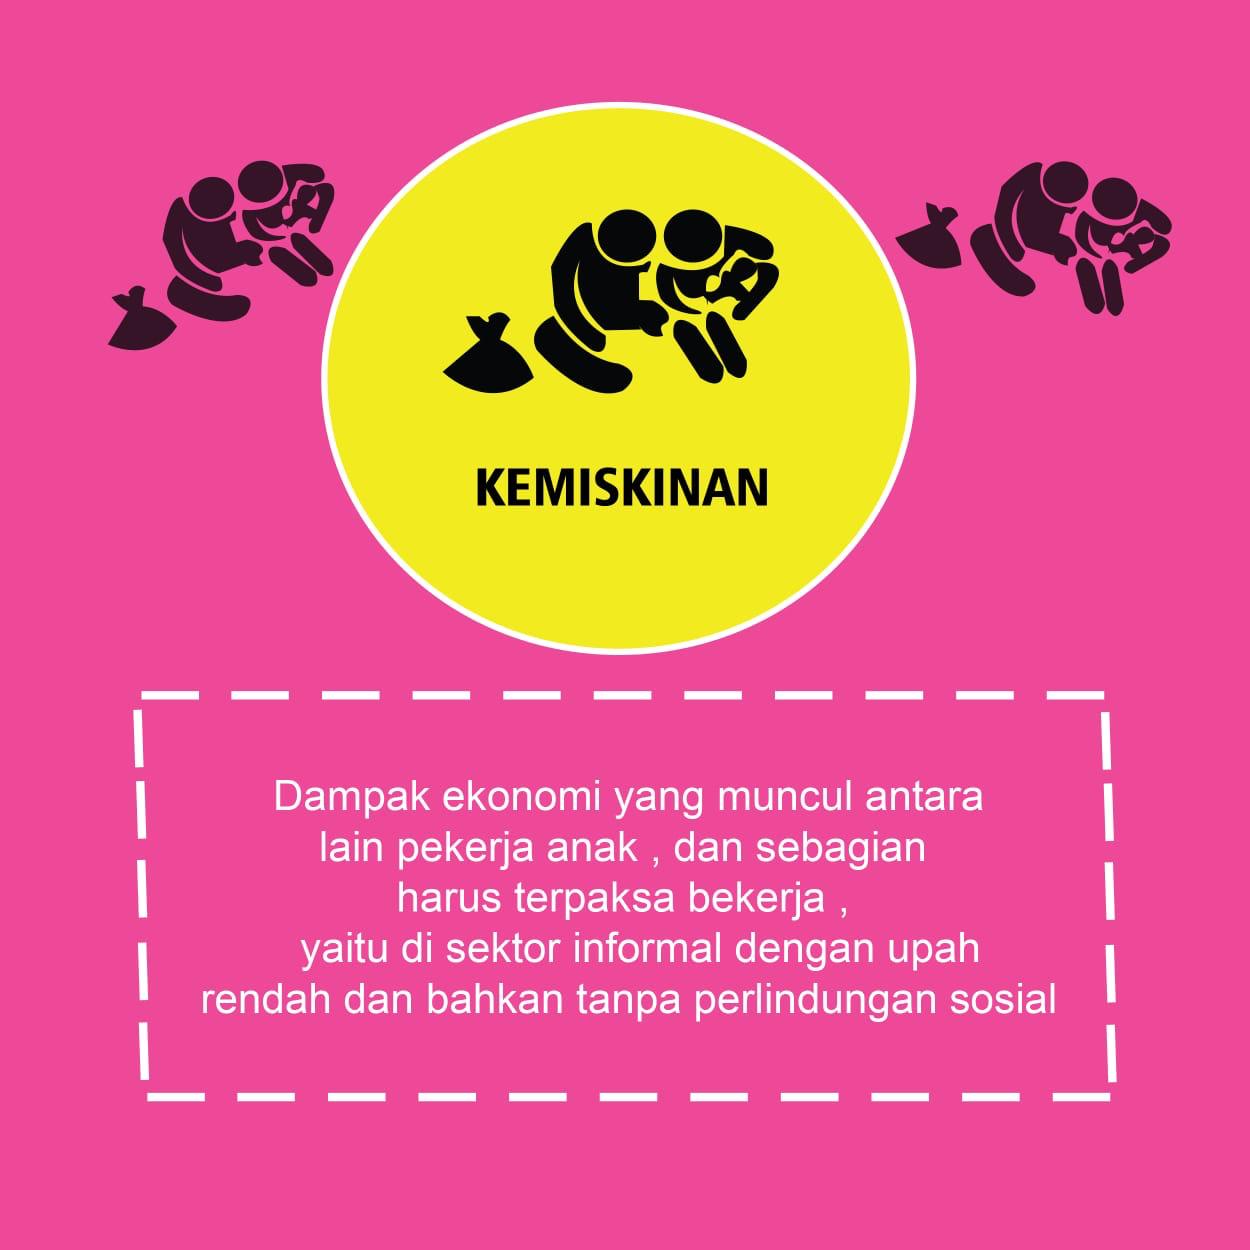 KEMISKINAN
Dampak ekonomi yang muncul antara
lain pekerja anak , dan sebagian
harus terpaksa bekerja ,
yaitu di sektor informal dengan upah
rendah dan bahkan tanpa perlindungan sosial